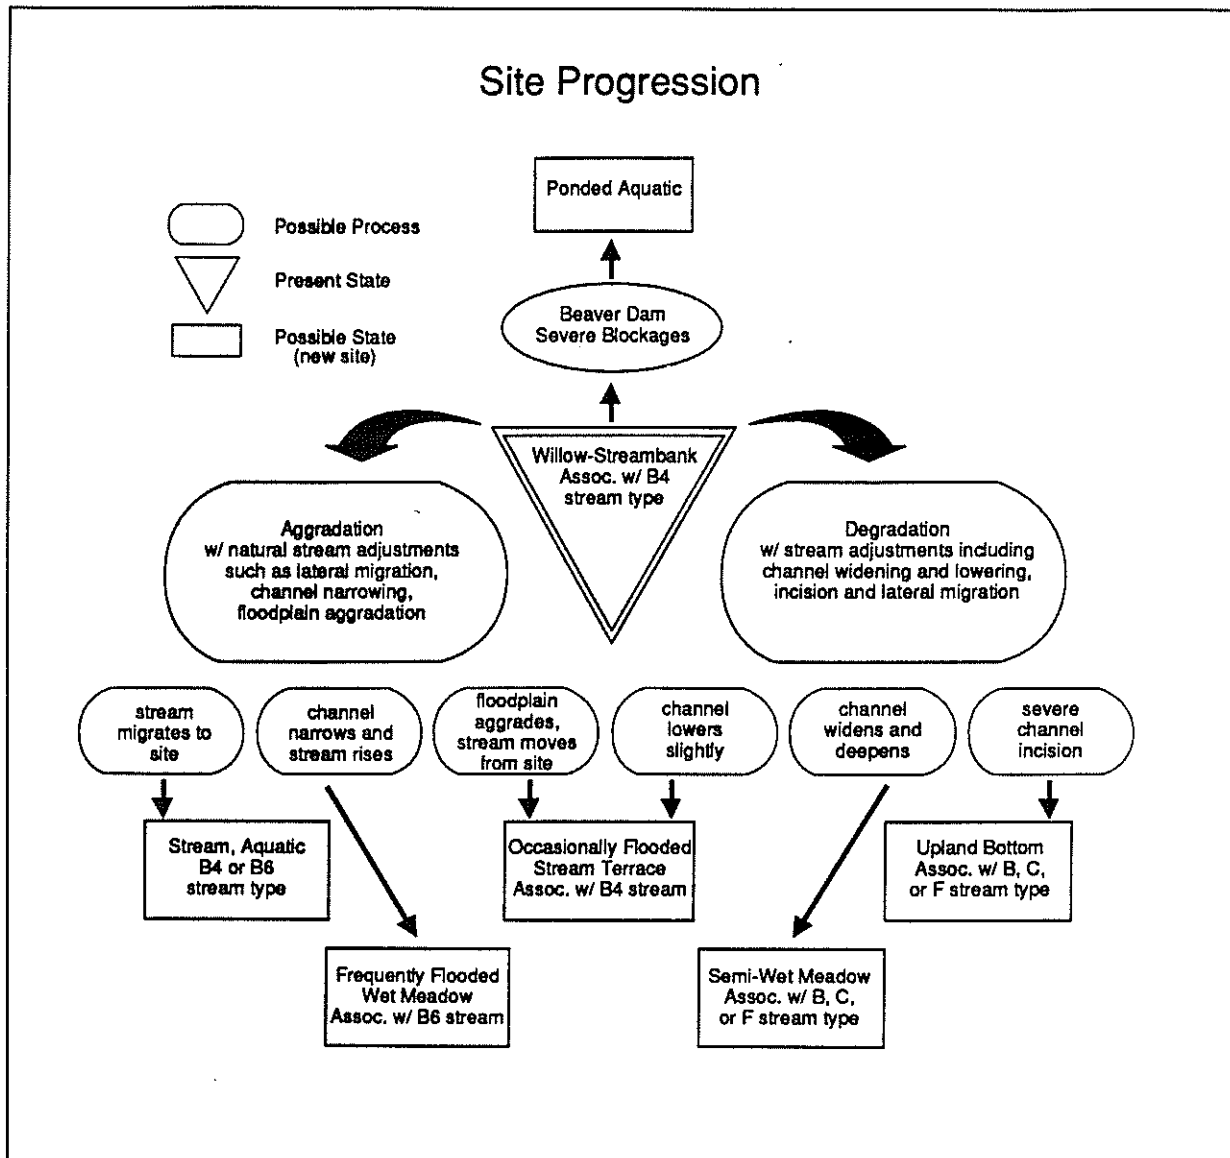 Site Progression
Ponded Aquatic
Possible Process
Present State
Possible State
(new site)
Beaver Dam
Severe Blockages
Willow-Streambank
Assoc. w/ B4
stream type
Aggradation
w/ natural stream adjustments
such as lateral migration,
channel narrowing,
floodplain aggradation
Degradation
w/ stream adjustments including
channel widening and lowering,
incision and lateral migration
stream
migrates to
site
channel
narrows and
stream rises
floodplain
aggrades,
stream moves
from site
channel
lowers
slightly
channel
widens and
deepens
severe
channel
incision
Stream, Aquatic
B4 or B6
stream type
Occasionally Flooded
Stream Terrace
Assoc. w/ B4 stream
Upland Bottom
Assoc. w/ B, C,
or F stream type
Frequently Flooded
Wet Meadow
Assoc. w/ B6 stream
Semi-Wet Meadow
Assoc. w/ B, C,
or F stream type